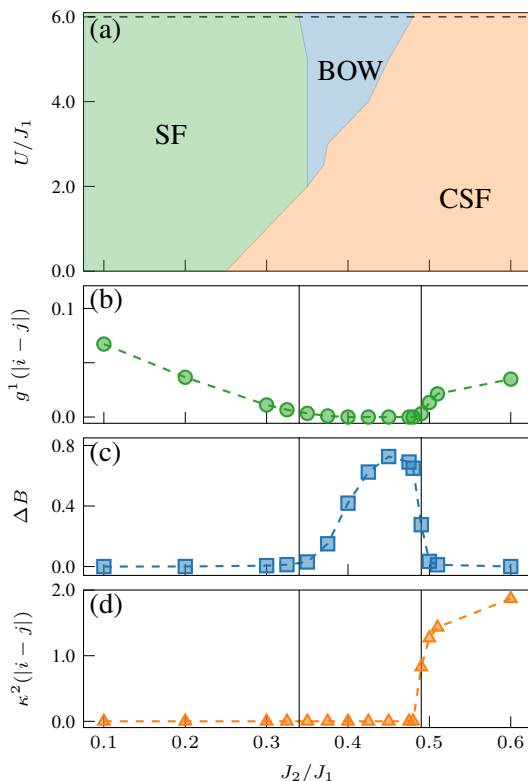 (a)
6.0
4.0
2.0
0.0
U/J₁
SF
BOW
CSF
(b)
0.1
0.0
g¹(|i − j|)
(c)
0.8
0.4
0.0
ΔB
(d)
2.0
1.0
0.0
κ²(|i − j|)
0.1 0.2 0.3 0.4 0.5 0.6
J₂/J₁